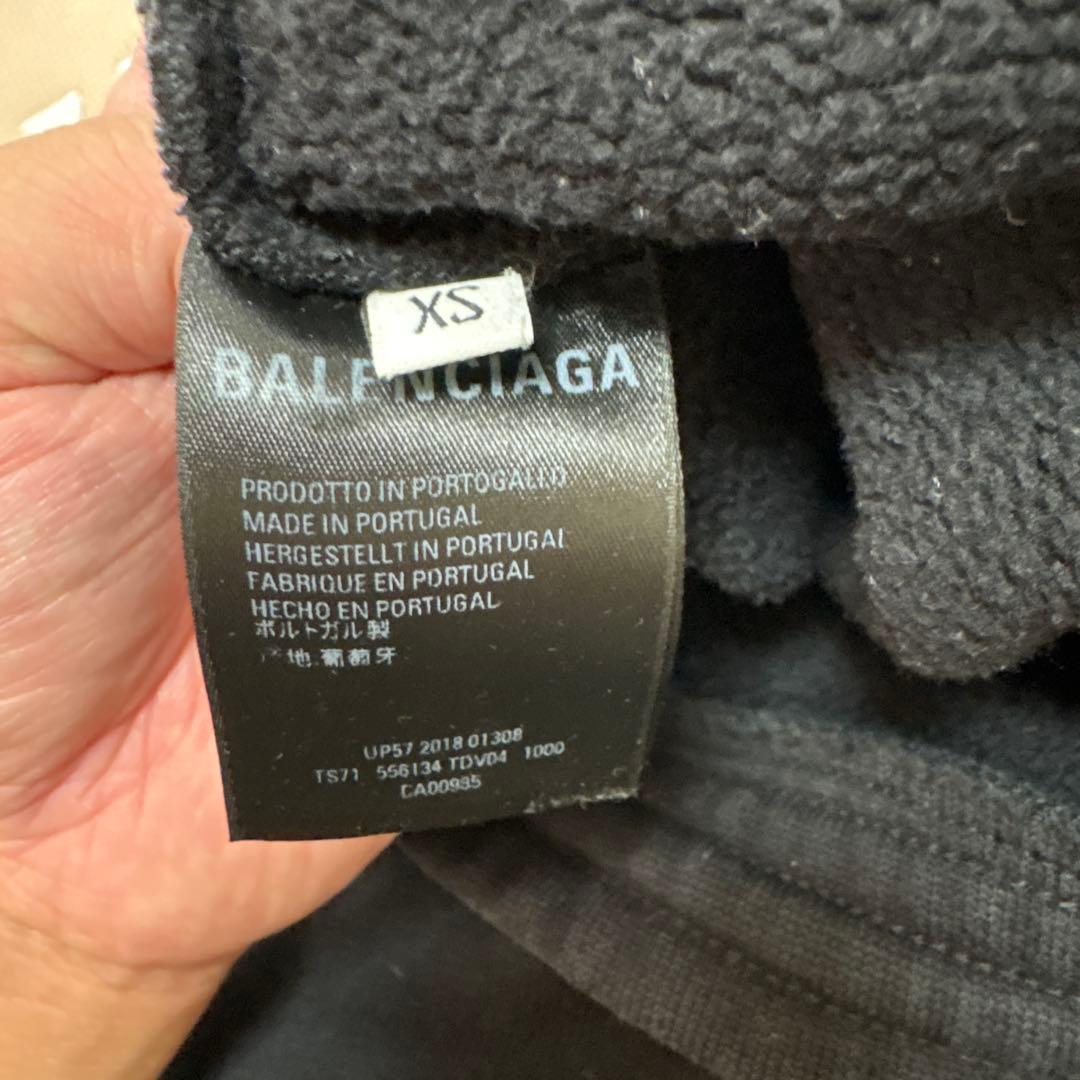 XS
BALENCIAGA
PRODOTTO IN PORTOGALLO
MADE IN PORTUGAL
HERGESTELLT IN PORTUGAL
FABRIQUE EN PORTUGAL
HECHO EN PORTUGAL
ポルトガル製
产地:葡萄牙
UP57 2018 01308
TS71 556134 TDV04 1000
CA00985